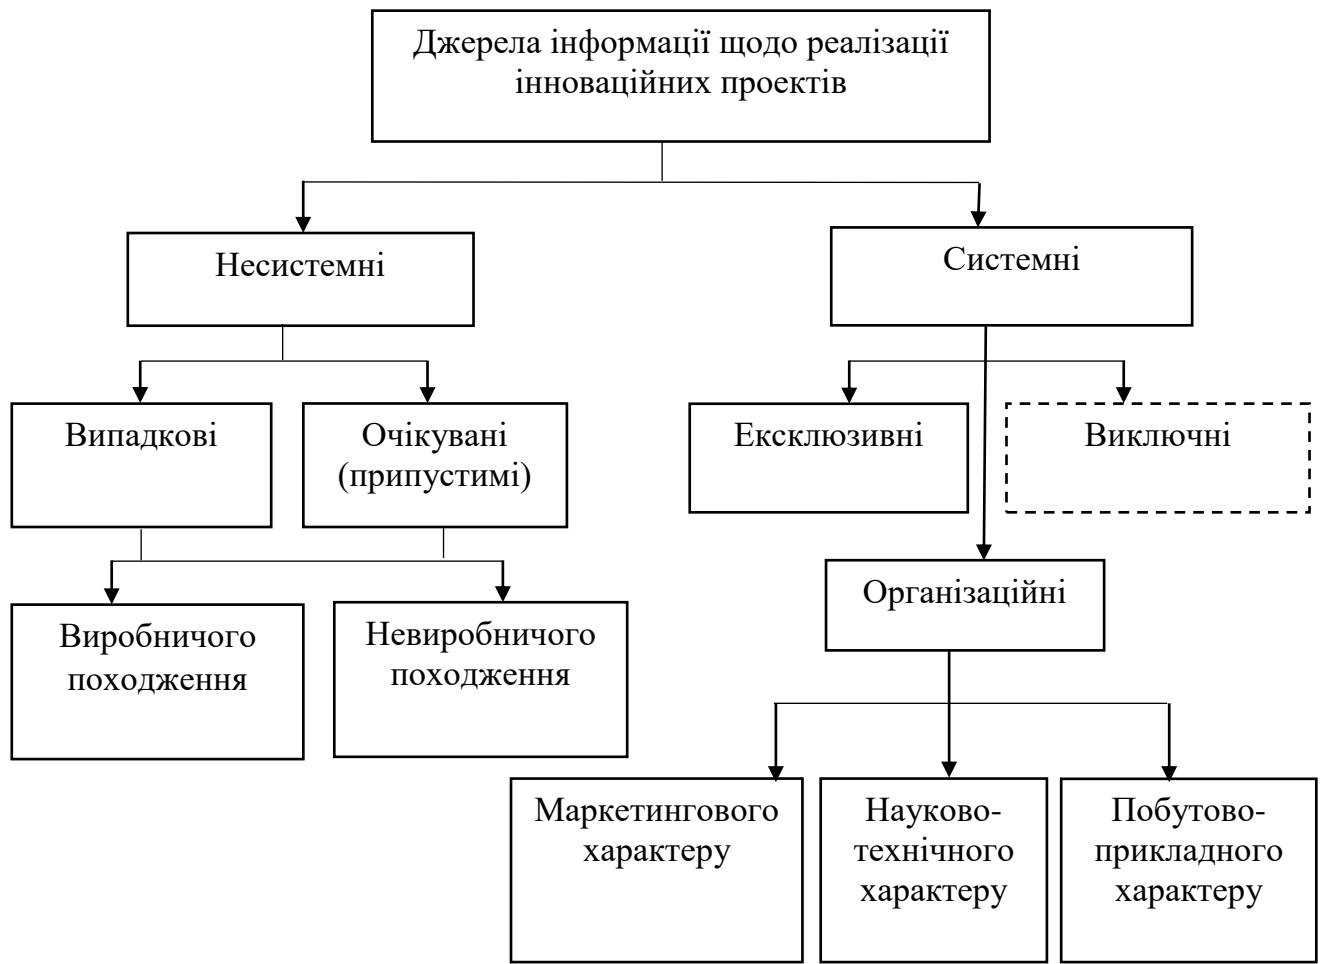 Джерела інформації щодо реалізації
інноваційних проектів
Несистемні
Системні
Випадкові
Очікувані
(припустимі)
Ексклюзивні
Виключні
Організаційні
Виробничого
походження
Невиробничого
походження
Маркетингового
характеру
Науково-
технічного
характеру
Побутово-
прикладного
характеру